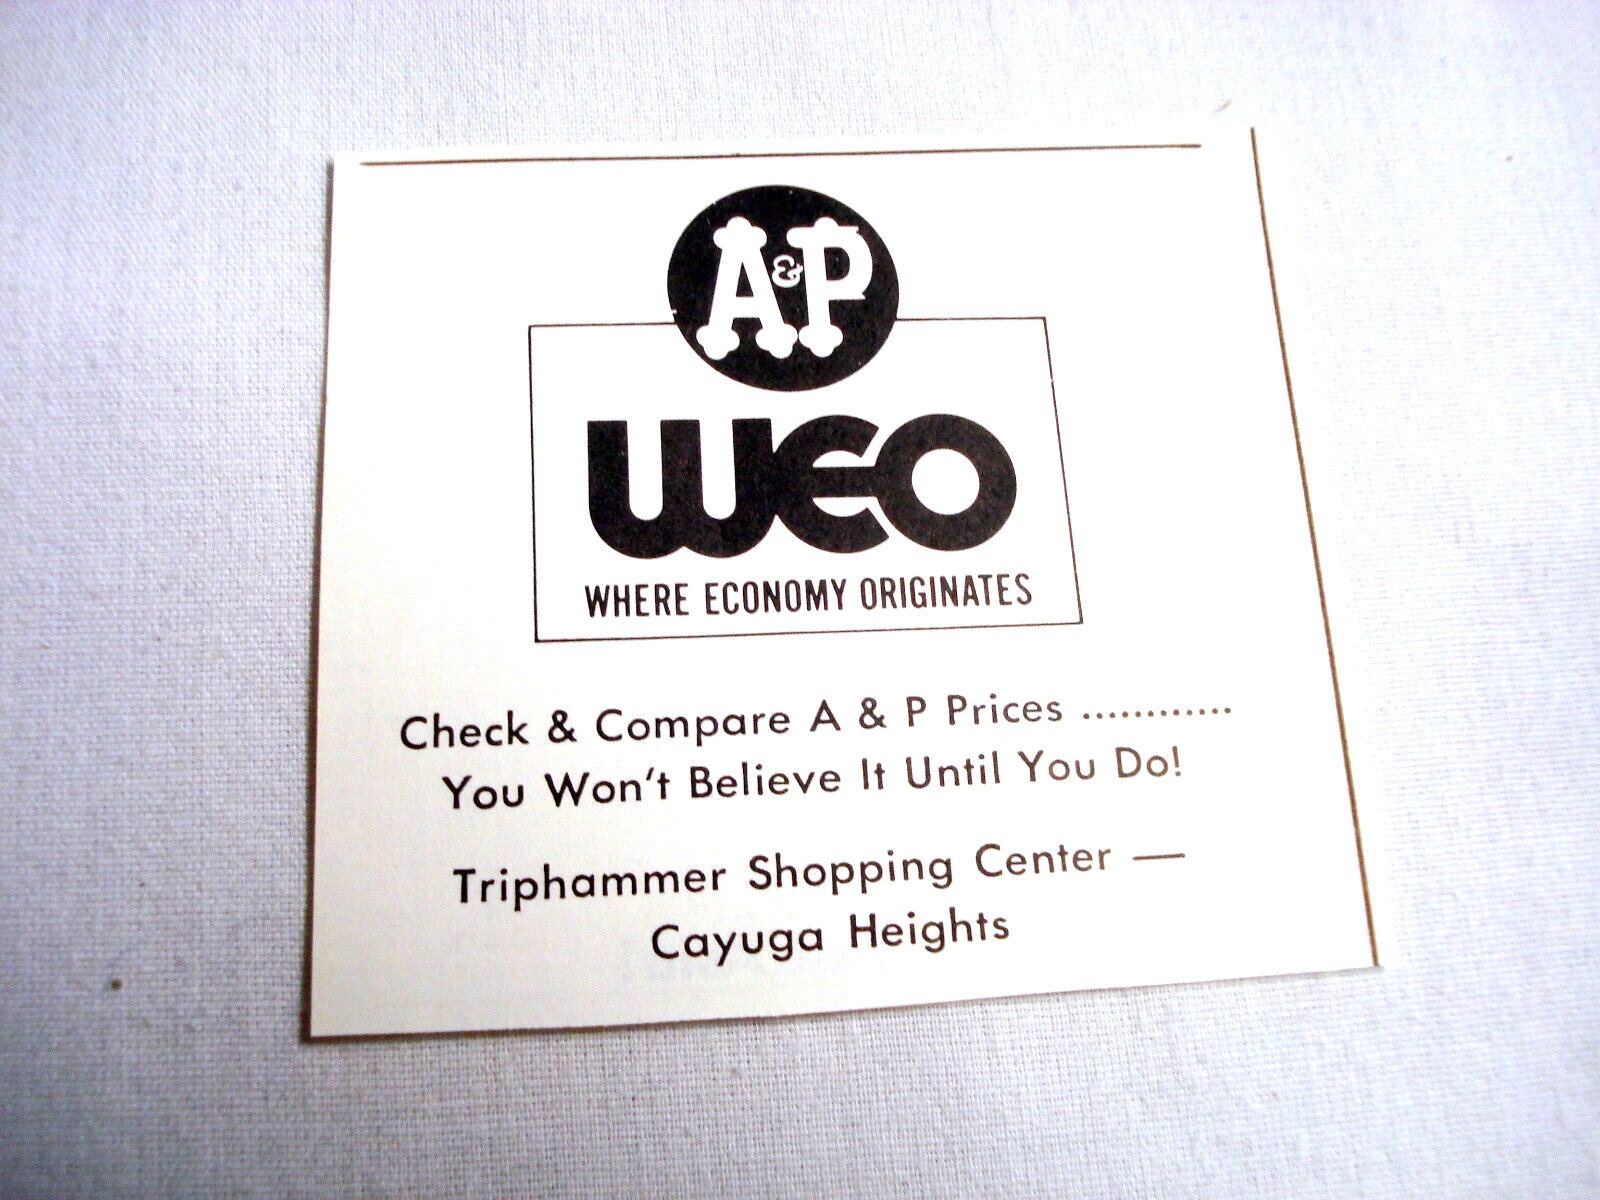 A&P
WEO
WHERE ECONOMY ORIGINATES
Check & Compare A & P Prices ............
You Won't Believe It Until You Do!
Triphammer Shopping Center —
Cayuga Heights